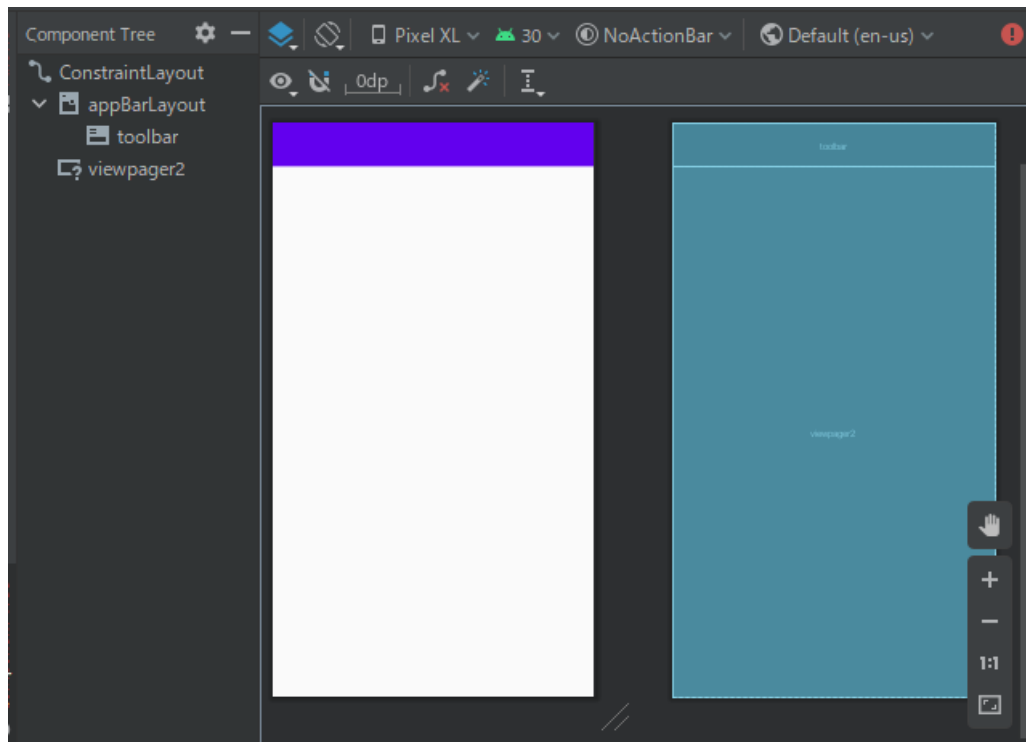 Component Tree
Pixel XL
30
NoActionBar
Default (en-us)
ConstraintLayout
0dp
appBarLayout
toolbar
viewpager2
toolbar
viewpager2
1:1